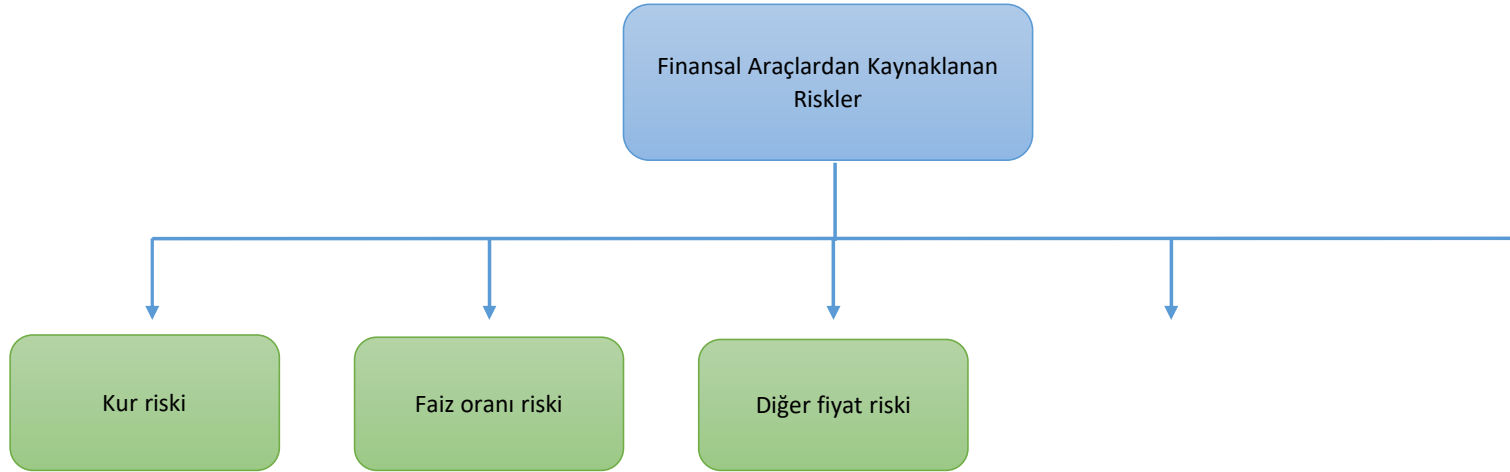 Finansal Araçlardan Kaynaklanan
Riskler
Kur riski
Faiz oranı riski
Diğer fiyat riski